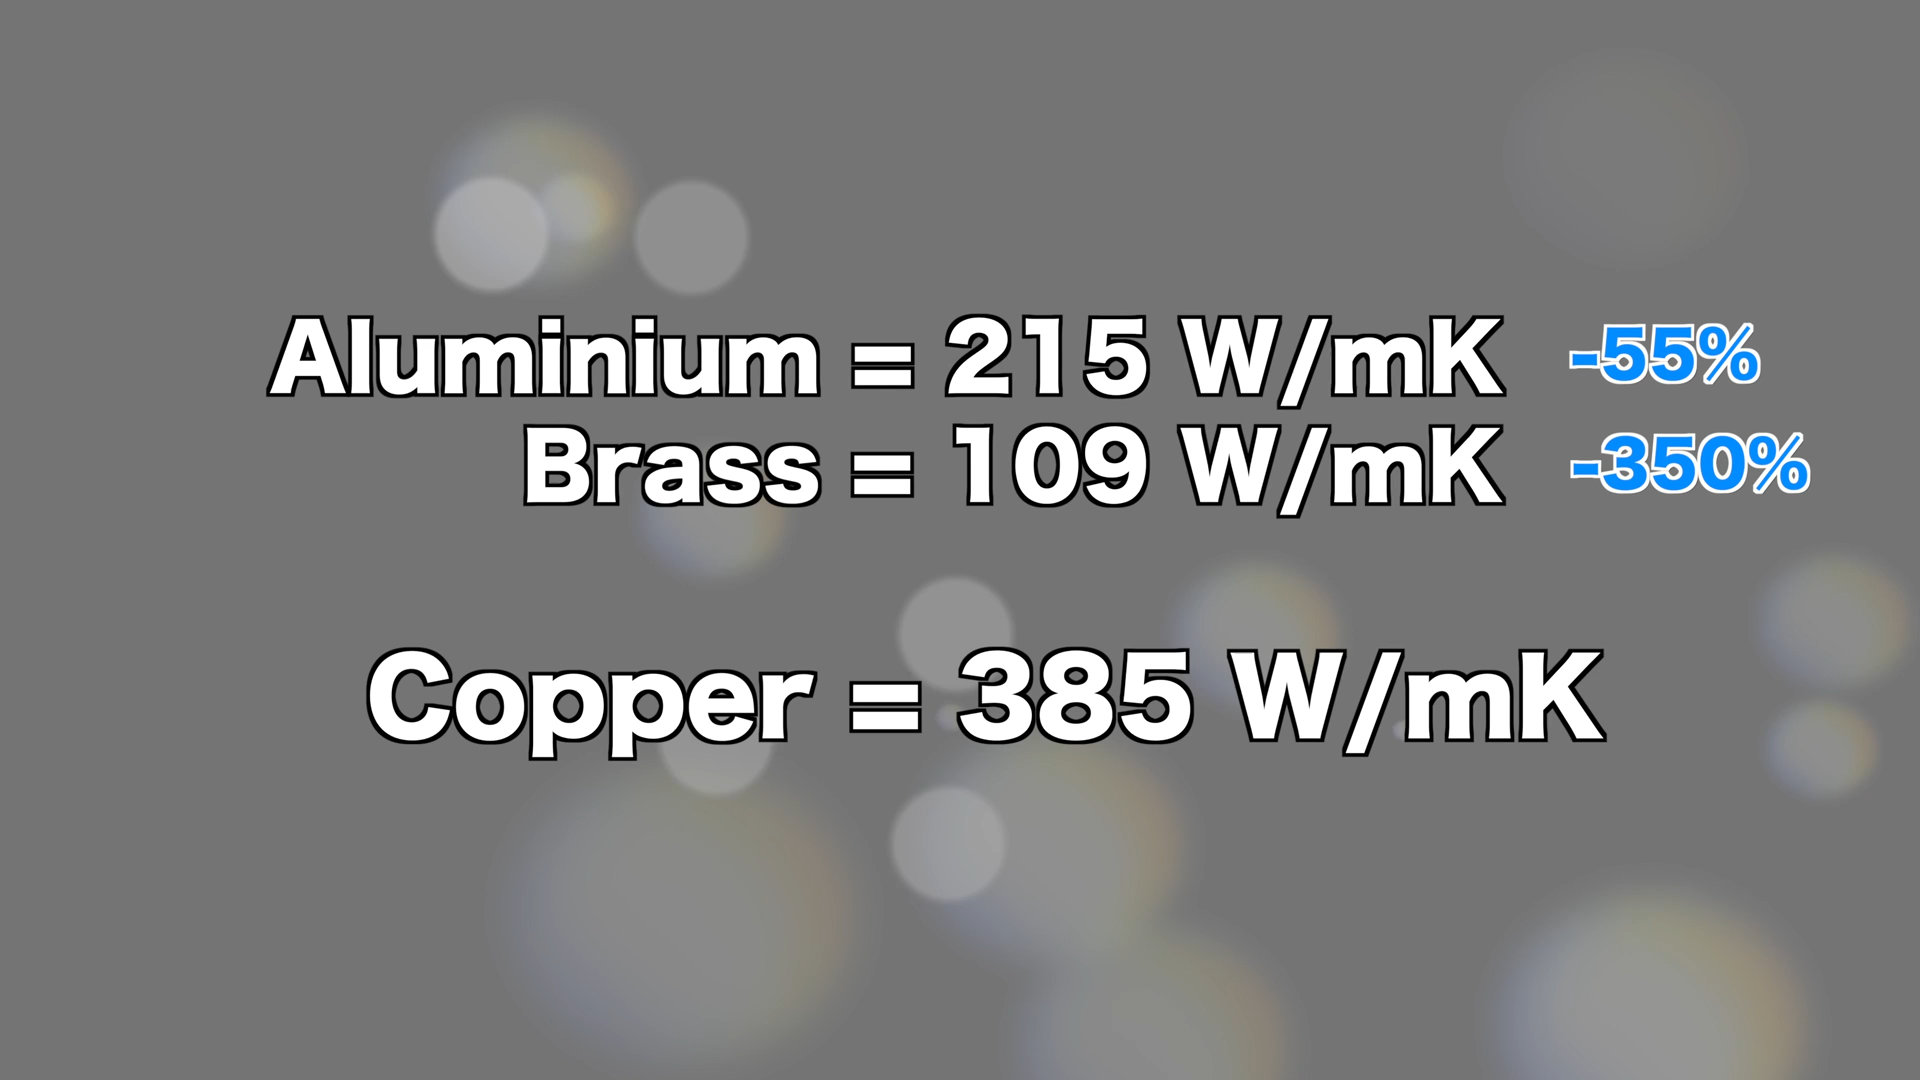 Aluminium = 215 W/mK -55%
Brass = 109 W/mK -350%
Copper = 385 W/mK